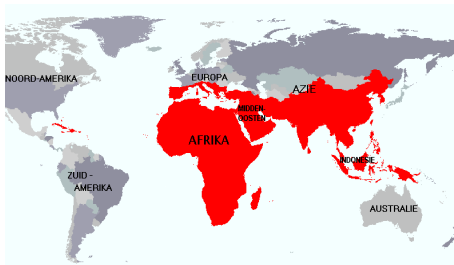 NOORD-AMERIKA
EUROPA
AZIE
MIDDEN
OOSTEN
AFRIKA
INDONESIE
ZUID -
AMERIKA
AUSTRALIE